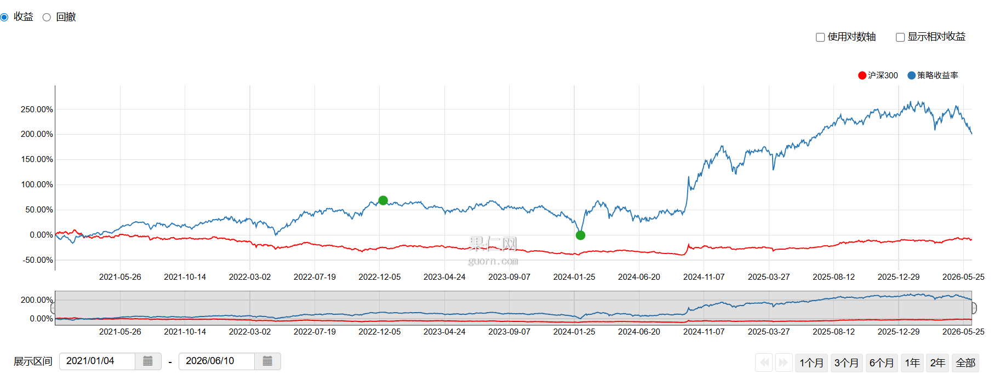 收益 回撤
使用对数轴 显示相对收益
沪深300 策略收益率
250.00%
200.00%
150.00%
100.00%
50.00%
0.00%
-50.00%
果仁网
guorn.com
2021-05-26 2021-10-14 2022-03-02 2022-07-19 2022-12-05 2023-04-24 2023-09-07 2024-01-25 2024-06-20 2024-11-07 2025-03-27 2025-08-12 2025-12-29 2026-05-25
200.00%
0.00%
2021-05-26 2021-10-14 2022-03-02 2022-07-19 2022-12-05 2023-04-24 2023-09-07 2024-01-25 2024-06-20 2024-11-07 2025-03-27 2025-08-12 2025-12-29 2026-05-25
展示区间 2021/01/04 - 2026/06/10 1个月 3个月 6个月 1年 2年 全部